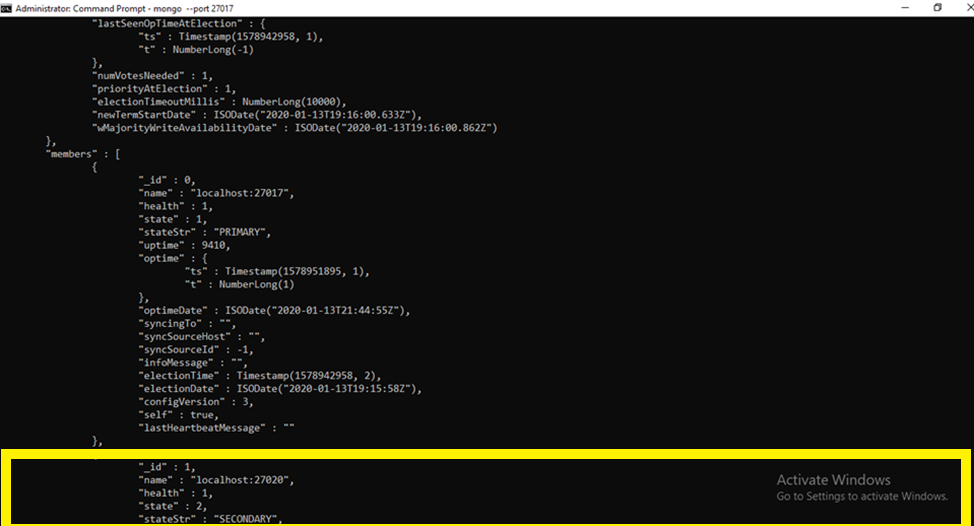 Administrator: Command Prompt - mongo  --port 27017
"lastSeenOpTimeAtElection" : {
"ts" : Timestamp(1578942958, 1),
"t" : NumberLong(-1)
},
"numVotesNeeded" : 1,
"priorityAtElection" : 1,
"electionTimeoutMillis" : NumberLong(10000),
"newTermStartDate" : ISODate("2020-01-13T19:16:00.633Z"),
"wMajorityWriteAvailabilityDate" : ISODate("2020-01-13T19:16:00.862Z")
},
"members" : [
{
"_id" : 0,
"name" : "localhost:27017",
"health" : 1,
"state" : 1,
"stateStr" : "PRIMARY",
"uptime" : 9410,
"optime" : {
"ts" : Timestamp(1578951895, 1),
"t" : NumberLong(1)
},
"optimeDate" : ISODate("2020-01-13T21:44:55Z"),
"syncingTo" : "",
"syncSourceHost" : "",
"syncSourceId" : -1,
"infoMessage" : "",
"electionTime" : Timestamp(1578942958, 2),
"electionDate" : ISODate("2020-01-13T19:15:58Z"),
"configVersion" : 3,
"self" : true,
"lastHeartbeatMessage" : ""
},
"_id" : 1,
"name" : "localhost:27020",
"health" : 1,
"state" : 2,
"stateStr" : "SECONDARY",
Activate Windows
Go to Settings to activate Windows.